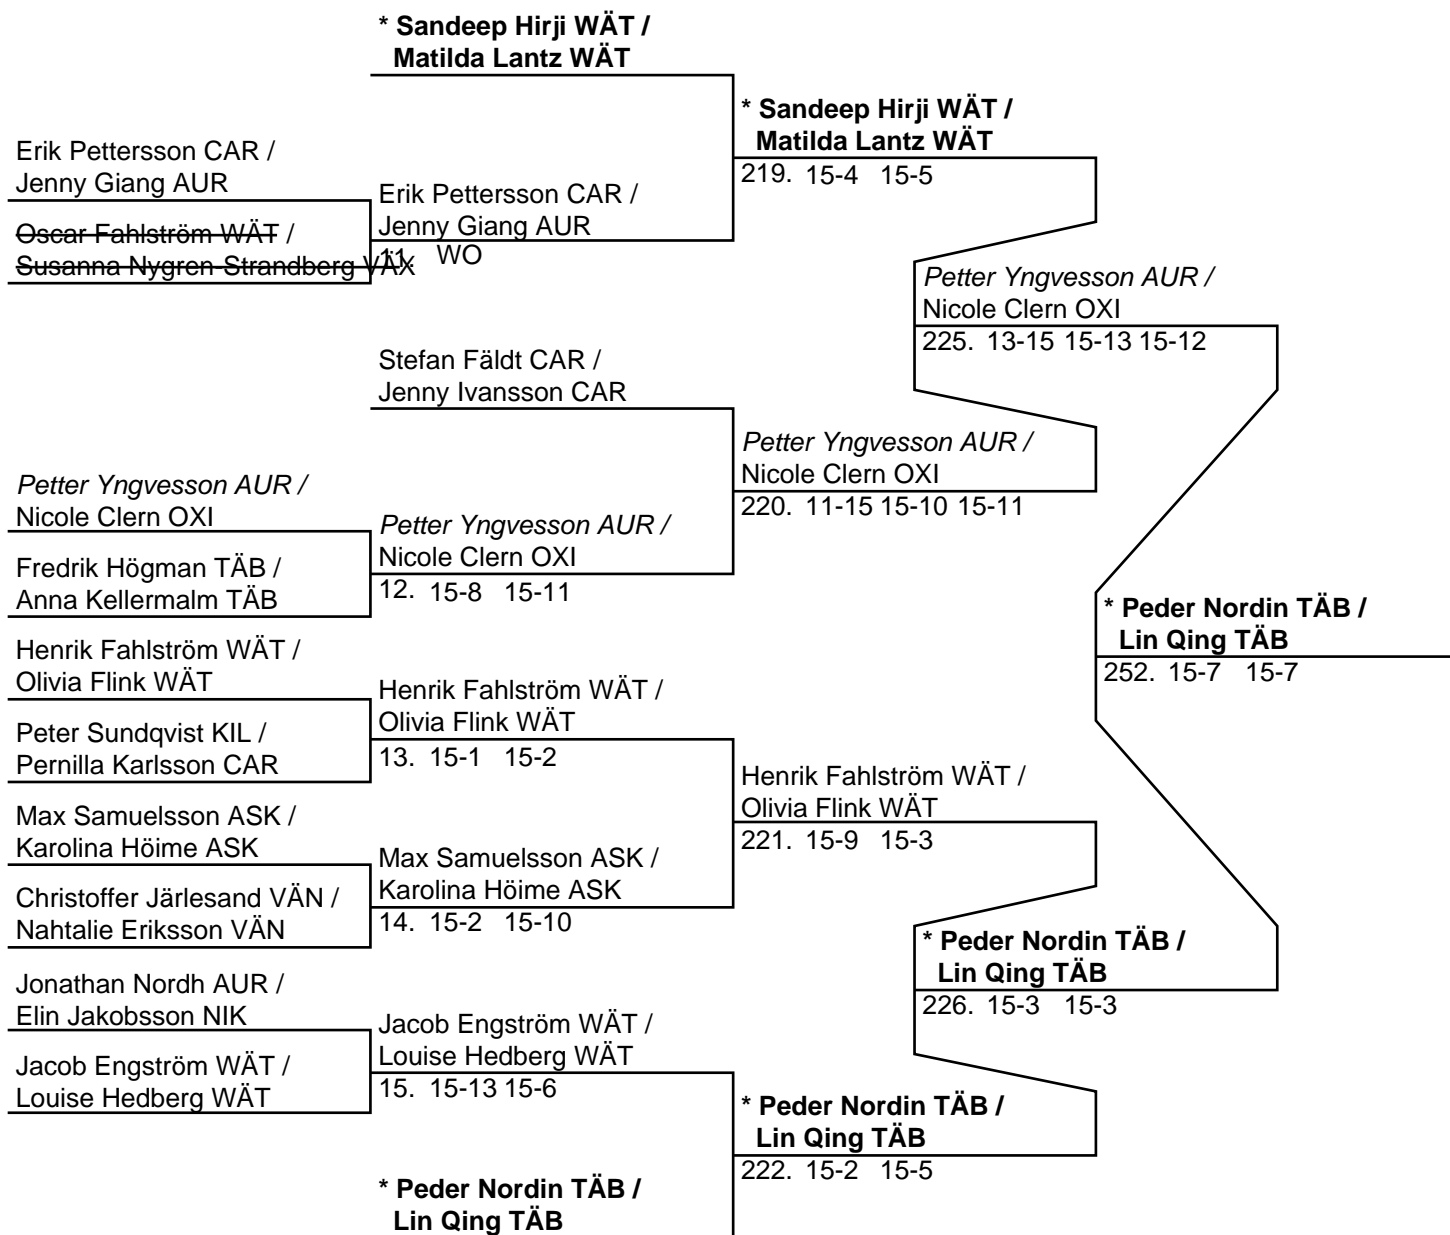 * Sandeep Hirji WÄT /
Matilda Lantz WÄT
Erik Pettersson CAR /
Jenny Giang AUR
Oscar Fahlström WÄT /
Susanna Nygren-Strandberg VÄX
Erik Pettersson CAR /
Jenny Giang AUR
11. WO
* Sandeep Hirji WÄT /
Matilda Lantz WÄT
219. 15-4 15-5
Stefan Fäldt CAR /
Jenny Ivansson CAR
Petter Yngvesson AUR /
Nicole Clern OXI
Fredrik Högman TÄB /
Anna Kellermalm TÄB
Petter Yngvesson AUR /
Nicole Clern OXI
12. 15-8 15-11
Petter Yngvesson AUR /
Nicole Clern OXI
220. 11-15 15-10 15-11
Petter Yngvesson AUR /
Nicole Clern OXI
225. 13-15 15-13 15-12
Henrik Fahlström WÄT /
Olivia Flink WÄT
Peter Sundqvist KIL /
Pernilla Karlsson CAR
Henrik Fahlström WÄT /
Olivia Flink WÄT
13. 15-1 15-2
Max Samuelsson ASK /
Karolina Höime ASK
Christoffer Järlesand VÄN /
Nahtalie Eriksson VÄN
Max Samuelsson ASK /
Karolina Höime ASK
14. 15-2 15-10
Henrik Fahlström WÄT /
Olivia Flink WÄT
221. 15-9 15-3
Jonathan Nordh AUR /
Elin Jakobsson NIK
Jacob Engström WÄT /
Louise Hedberg WÄT
Jacob Engström WÄT /
Louise Hedberg WÄT
15. 15-13 15-6
* Peder Nordin TÄB /
Lin Qing TÄB
* Peder Nordin TÄB /
Lin Qing TÄB
222. 15-2 15-5
* Peder Nordin TÄB /
Lin Qing TÄB
226. 15-3 15-3
* Peder Nordin TÄB /
Lin Qing TÄB
252. 15-7 15-7